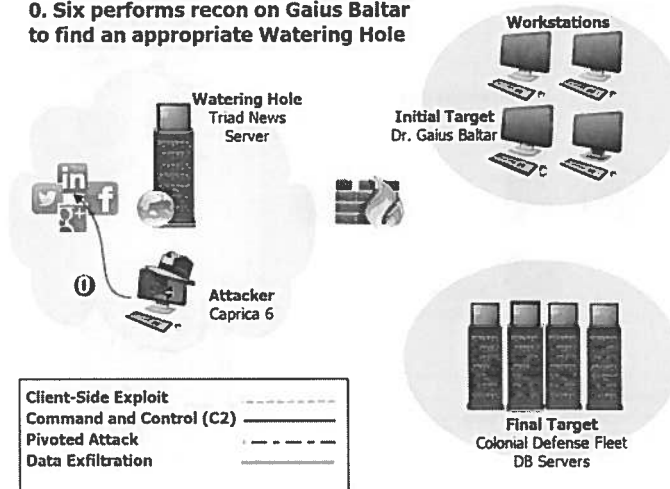 0. Six performs recon on Gaius Baltar
to find an appropriate Watering Hole
Workstations
Watering Hole
Triad News
Server
Initial Target
Dr. Gaius Baltar
in
f
g+
0
Attacker
Caprica 6
Client-Side Exploit
Command and Control (C2)
Pivoted Attack
Data Exfiltration
Final Target
Colonial Defense Fleet
DB Servers